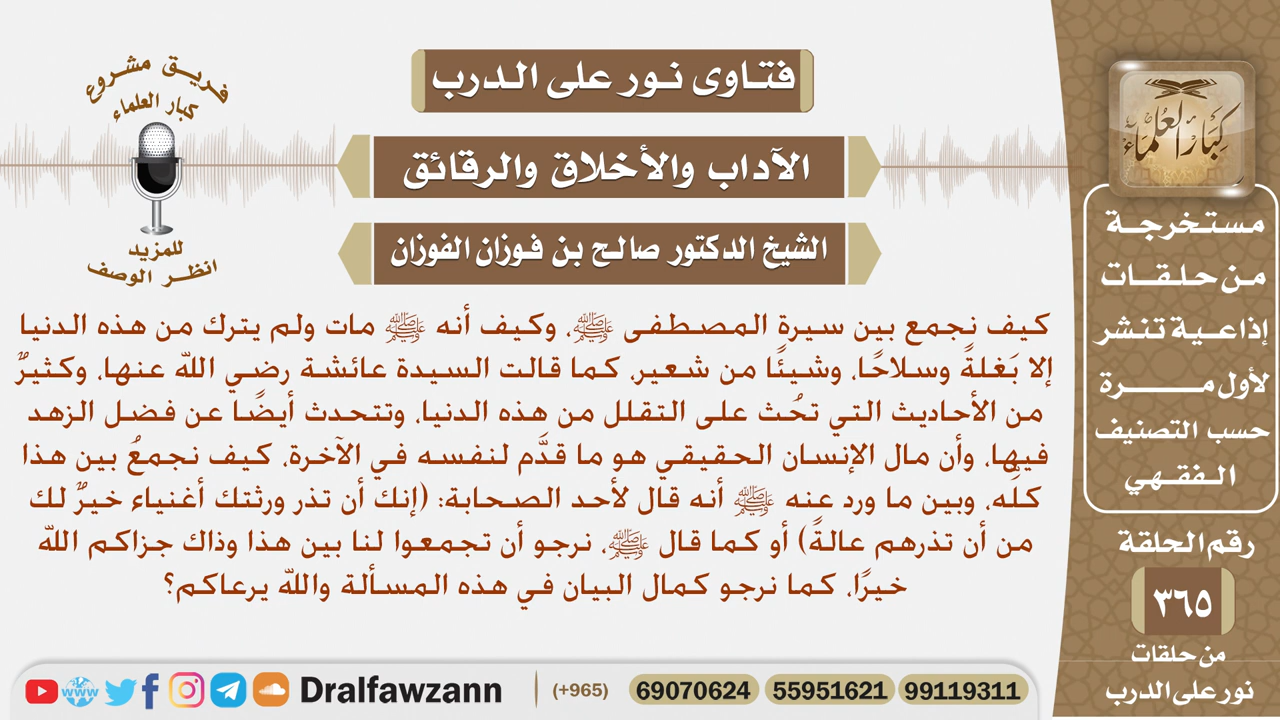 فتاوى نور على الدرب
الآداب والأخلاق والرقائق
الشيخ الدكتور صالح بن فوزان الفوزان
فريق مشروع
كبار العلماء
للمزيد
انظر الوصف
كيف نجمع بين سيرة المصطفى ﷺ، وكيف أنه ﷺ مات ولم يترك من هذه الدنيا
إلا بَغلةً وسلاحًا، وشيئًا من شعير، كما قالت السيدة عائشة رضي الله عنها، وكثيرٌ
من الأحاديث التي تحُث على التقلل من هذه الدنيا، وتتحدث أيضًا عن فضل الزهد
فيها، وأن مال الإنسان الحقيقي هو ما قدَّم لنفسه في الآخرة، كيف نجمعُ بين هذا
كلِه، وبين ما ورد عنه ﷺ أنه قال لأحد الصحابة: (إنك أن تذر ورثتك أغنياء خيرٌ لك
من أن تذرهم عالةً) أو كما قال ﷺ، نرجو أن تجمعوا لنا بين هذا وذاك جزاكم الله
خيرًا، كما نرجو كمال البيان في هذه المسألة والله يرعاكم؟
كبار العلماء
مستخرجة
من حلقات
إذاعية تنشر
لأول مرة
حسب التصنيف
الفقهي
رقم الحلقة
٣٦٥
من حلقات
نور على الدرب
www Dralfawzann (+965) 69070624 55951621 99119311